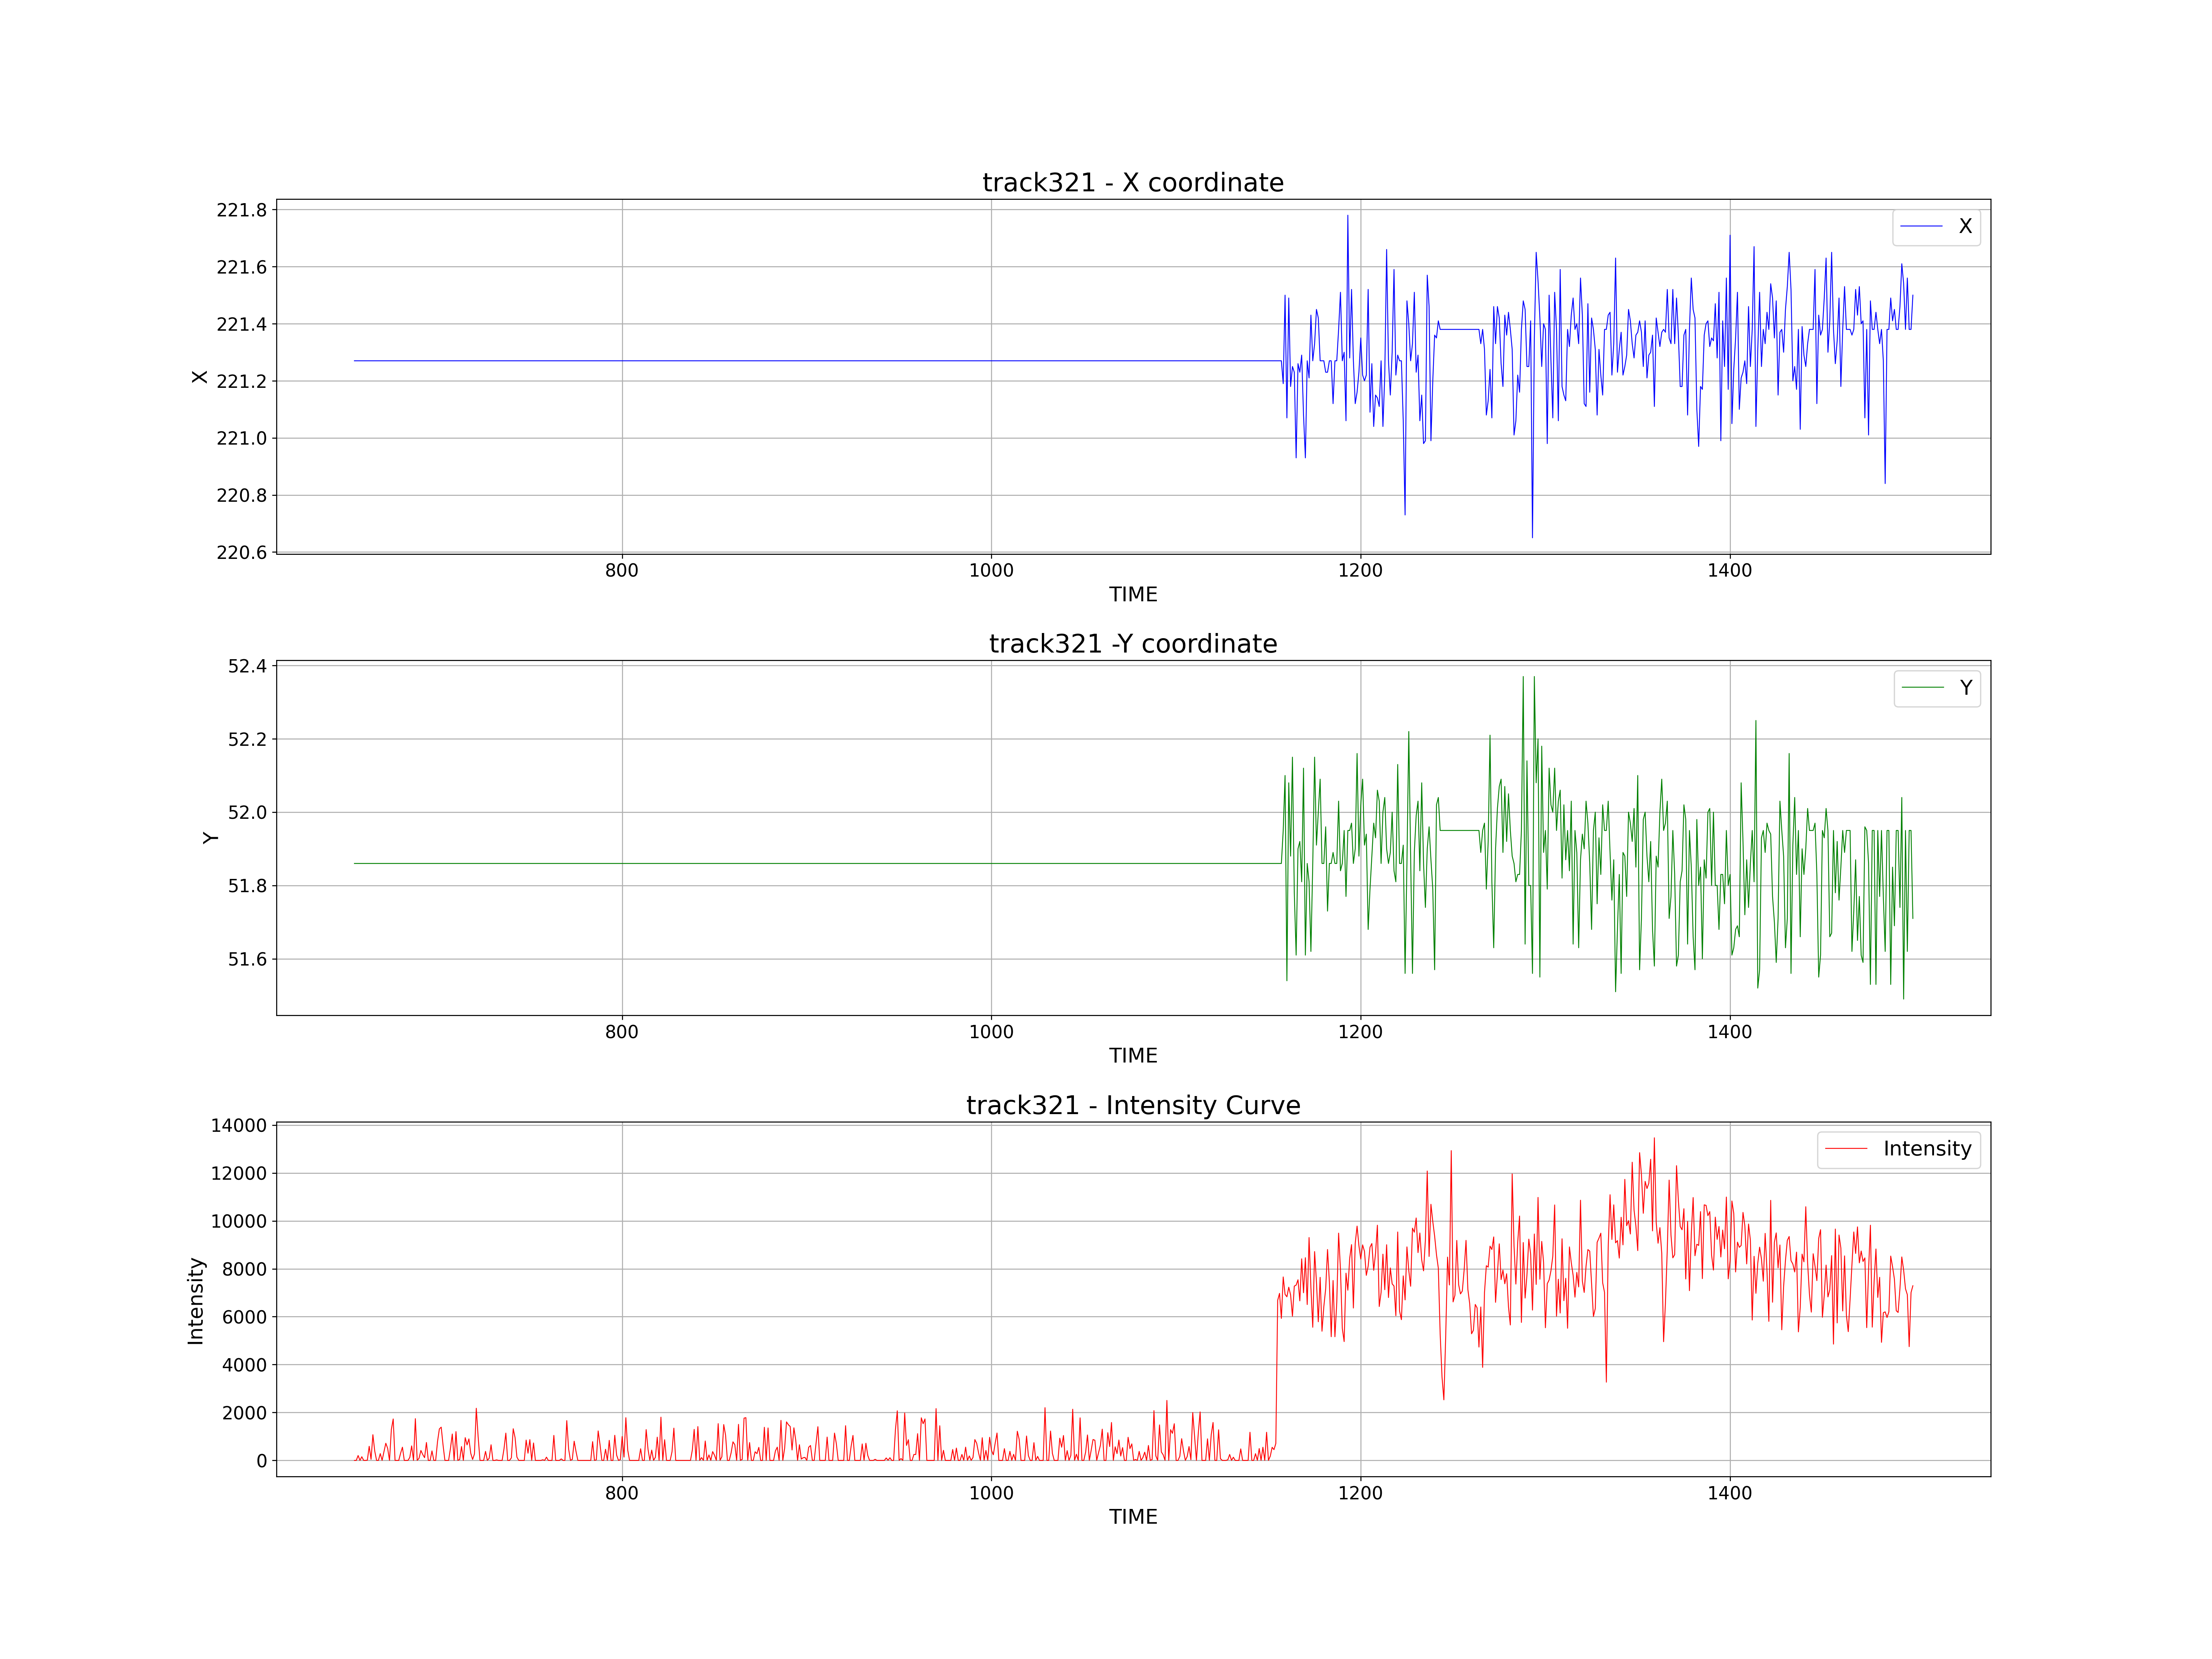 track321 - X coordinate
221.8
221.6
221.4
221.2
221.0
220.8
220.6
X
X
800 1000 1200 1400
TIME
track321 -Y coordinate
52.4
52.2
52.0
51.8
51.6
Y
Y
800 1000 1200 1400
TIME
track321 - Intensity Curve
14000
12000
10000
8000
6000
4000
2000
0
Intensity
Intensity
800 1000 1200 1400
TIME